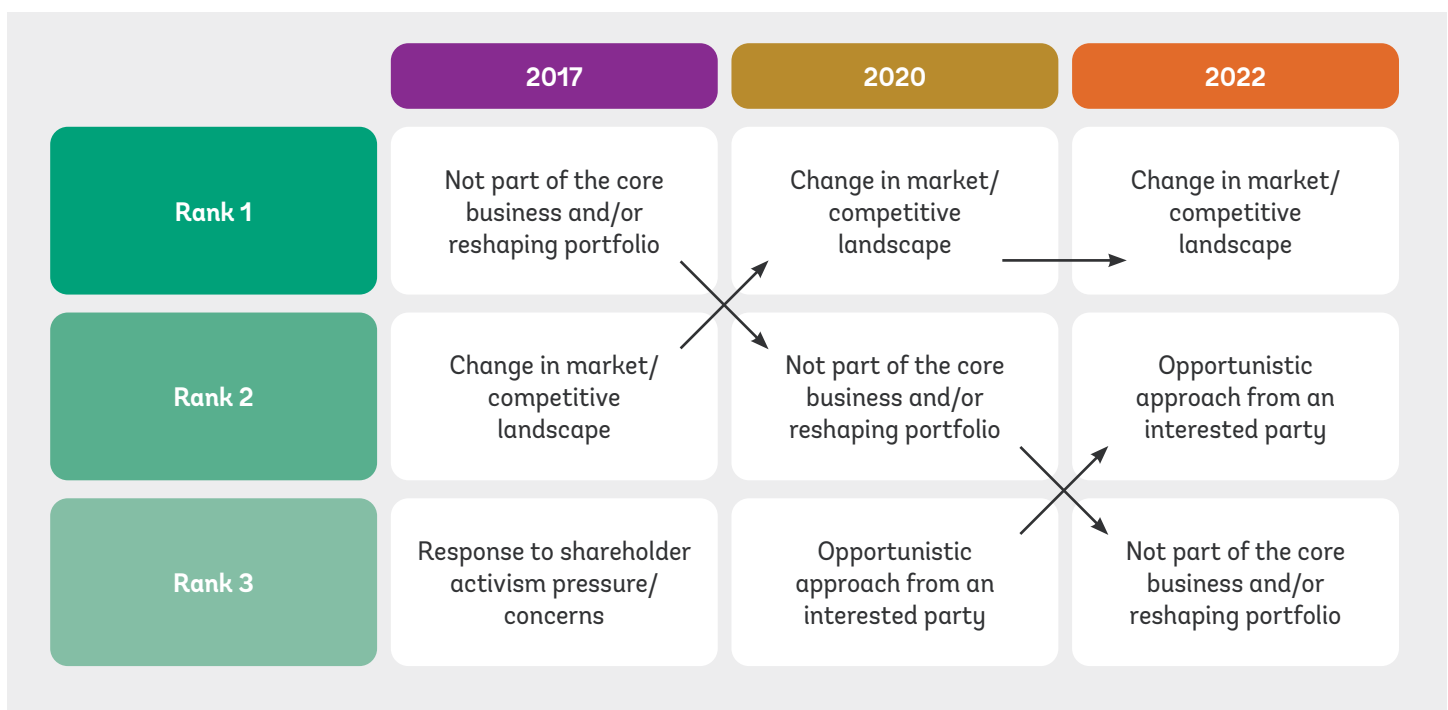 2017
2020
2022
Rank 1
Not part of the core
business and/or
reshaping portfolio
Change in market/
competitive
landscape
Change in market/
competitive
landscape
Rank 2
Change in market/
competitive
landscape
Not part of the core
business and/or
reshaping portfolio
Opportunistic
approach from an
interested party
Rank 3
Response to shareholder
activism pressure/
concerns
Opportunistic
approach from an
interested party
Not part of the core
business and/or
reshaping portfolio